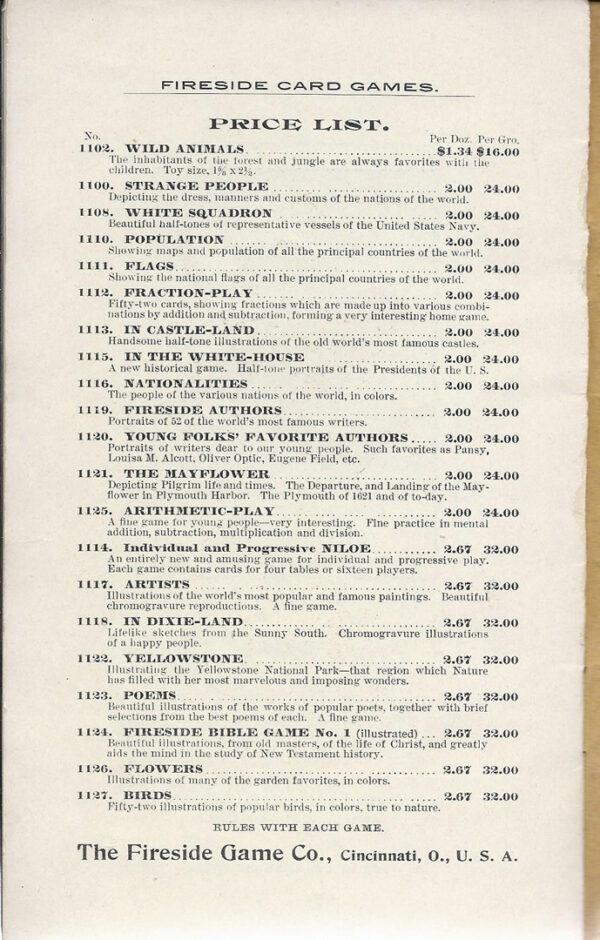 FIRESIDE CARD GAMES.
PRICE LIST.
No. Per Doz. Per Gro.
1102. WILD ANIMALS. $1.34 $16.00
The inhabitants of the forest and jungle are always favorites with the
children. Toy size, 1⅝ x 2½.
1100. STRANGE PEOPLE 2.00 24.00
Depicting the dress, manners and customs of the nations of the world.
1108. WHITE SQUADRON 2.00 24.00
Beautiful half-tones of representative vessels of the United States Navy.
1110. POPULATION 2.00 24.00
Showing maps and population of all the principal countries of the world.
1111. FLAGS 2.00 24.00
Showing the national flags of all the principal countries of the world.
1112. FRACTION-PLAY 2.00 24.00
Fifty-two cards, showing fractions which are made up into various combi-
nations by addition and subtraction, forming a very interesting home game.
1113. IN CASTLE-LAND 2.00 24.00
Handsome half-tone illustrations of the old world's most famous castles.
1115. IN THE WHITE-HOUSE 2.00 24.00
A new historical game. Half-tone portraits of the Presidents of the U. S.
1116. NATIONALITIES 2.00 24.00
The people of the various nations of the world, in colors.
1119. FIRESIDE AUTHORS 2.00 24.00
Portraits of 52 of the world's most famous writers.
1120. YOUNG FOLKS' FAVORITE AUTHORS 2.00 24.00
Portraits of writers dear to our young people. Such favorites as Pansy,
Louisa M. Alcott, Oliver Optic, Eugene Field, etc.
1121. THE MAYFLOWER 2.00 24.00
Depicting Pilgrim life and times. The Departure, and Landing of the May-
flower in Plymouth Harbor. The Plymouth of 1621 and of to-day.
1125. ARITHMETIC-PLAY 2.00 24.00
A fine game for young people—very interesting. Fine practice in mental
addition, subtraction, multiplication and division.
1114. Individual and Progressive NILOE 2.67 32.00
An entirely new and amusing game for individual and progressive play.
Each game contains cards for four tables or sixteen players.
1117. ARTISTS 2.67 32.00
Illustrations of the world's most popular and famous paintings. Beautiful
chromogravure reproductions. A fine game.
1118. IN DIXIE-LAND 2.67 32.00
Lifelike sketches from the Sunny South. Chromogravure illustrations
of a happy people.
1122. YELLOWSTONE 2.67 32.00
Illustrating the Yellowstone National Park—that region which Nature
has filled with her most marvelous and imposing wonders.
1123. POEMS 2.67 32.00
Beautiful illustrations of the works of popular poets, together with brief
selections from the best poems of each. A fine game.
1124. FIRESIDE BIBLE GAME No. 1 (illustrated) 2.67 32.00
Beautiful illustrations, from old masters, of the life of Christ, and greatly
aids the mind in the study of New Testament history.
1126. FLOWERS 2.67 32.00
Illustrations of many of the garden favorites, in colors.
1127. BIRDS 2.67 32.00
Fifty-two illustrations of popular birds, in colors, true to nature.
RULES WITH EACH GAME.
The Fireside Game Co., Cincinnati, O., U. S. A.